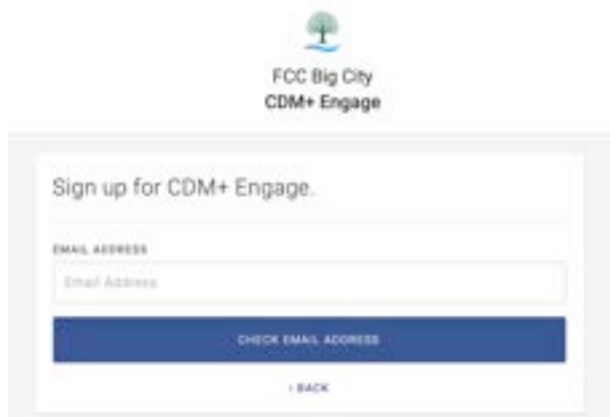 FCC Big City
CDM+ Engage
Sign up for CDM+ Engage.
EMAIL ADDRESS
Email Address
CHECK EMAIL ADDRESS
‹ BACK